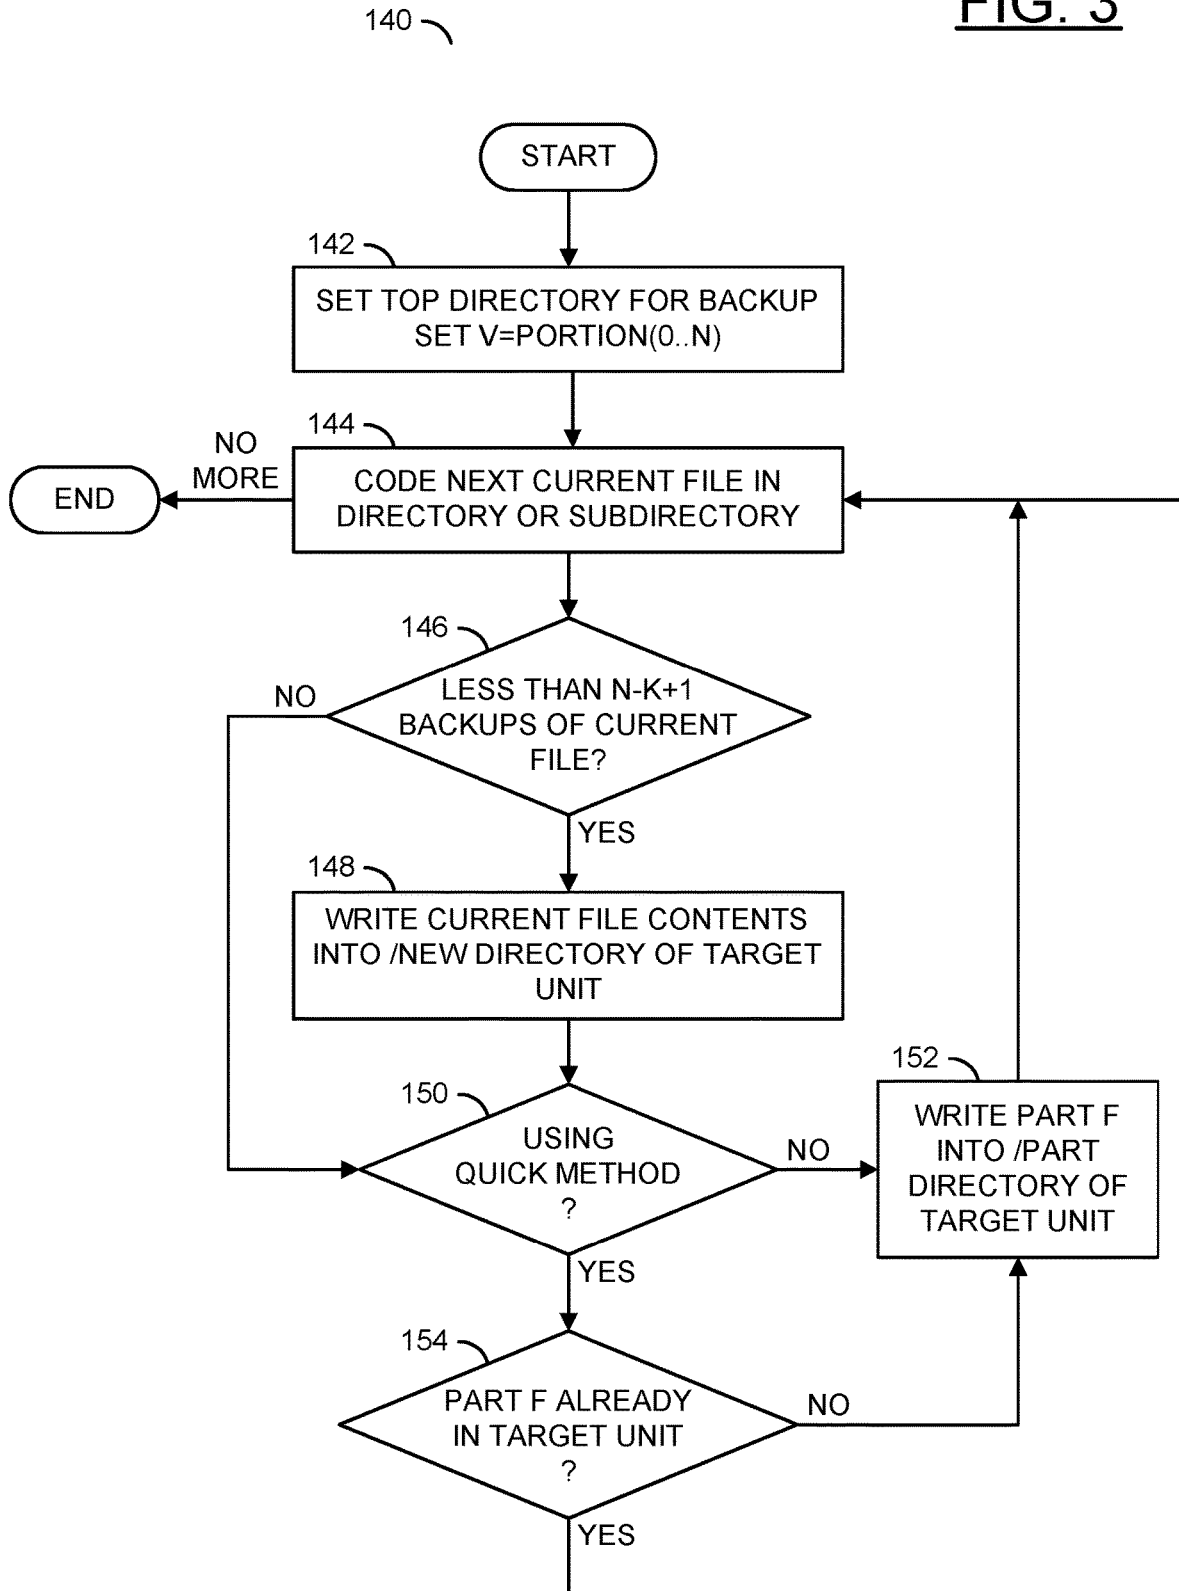 FIG. 3
140
START
142
SET TOP DIRECTORY FOR BACKUP
SET V=PORTION(0..N)
144
NO
MORE
END
CODE NEXT CURRENT FILE IN
DIRECTORY OR SUBDIRECTORY
146
NO
LESS THAN N-K+1
BACKUPS OF CURRENT
FILE?
YES
148
WRITE CURRENT FILE CONTENTS
INTO /NEW DIRECTORY OF TARGET
UNIT
150
USING
QUICK METHOD
?
NO
152
WRITE PART F
INTO /PART
DIRECTORY OF
TARGET UNIT
YES
154
PART F ALREADY
IN TARGET UNIT
?
NO
YES